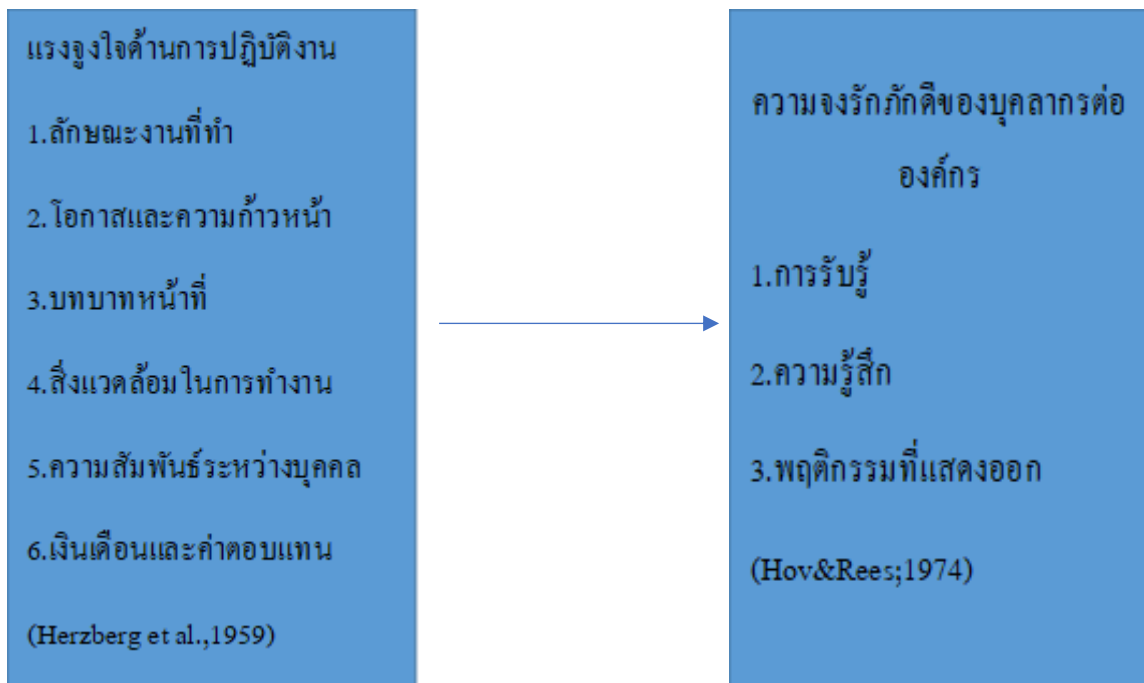 แรงจูงใจด้านการปฏิบัติงาน
1.ลักษณะงานที่ทำ
2.โอกาสและความก้าวหน้า
3.บทบาทหน้าที่
4.สิ่งแวดล้อมในการทำงาน
5.ความสัมพันธ์ระหว่างบุคคล
6.เงินเดือนและค่าตอบแทน
(Herzberg et al.,1959)
ความจงรักภักดีของบุคลากรต่อ
องค์กร
1.การรับรู้
2.ความรู้สึก
3.พฤติกรรมที่แสดงออก
(Hov&Rees;1974)